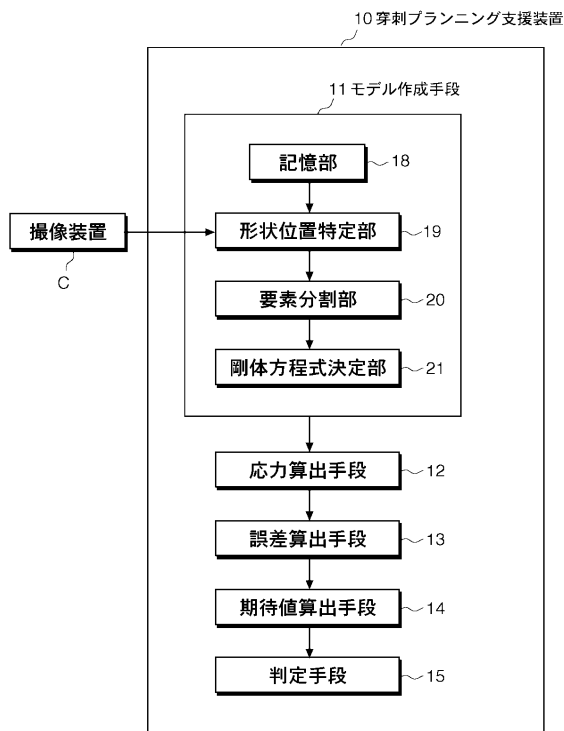 10 穿刺プランニング支援装置
11 モデル作成手段
記憶部
18
撮像装置
C
形状位置特定部
19
要素分割部
20
剛体方程式決定部
21
応力算出手段
12
誤差算出手段
13
期待値算出手段
14
判定手段
15